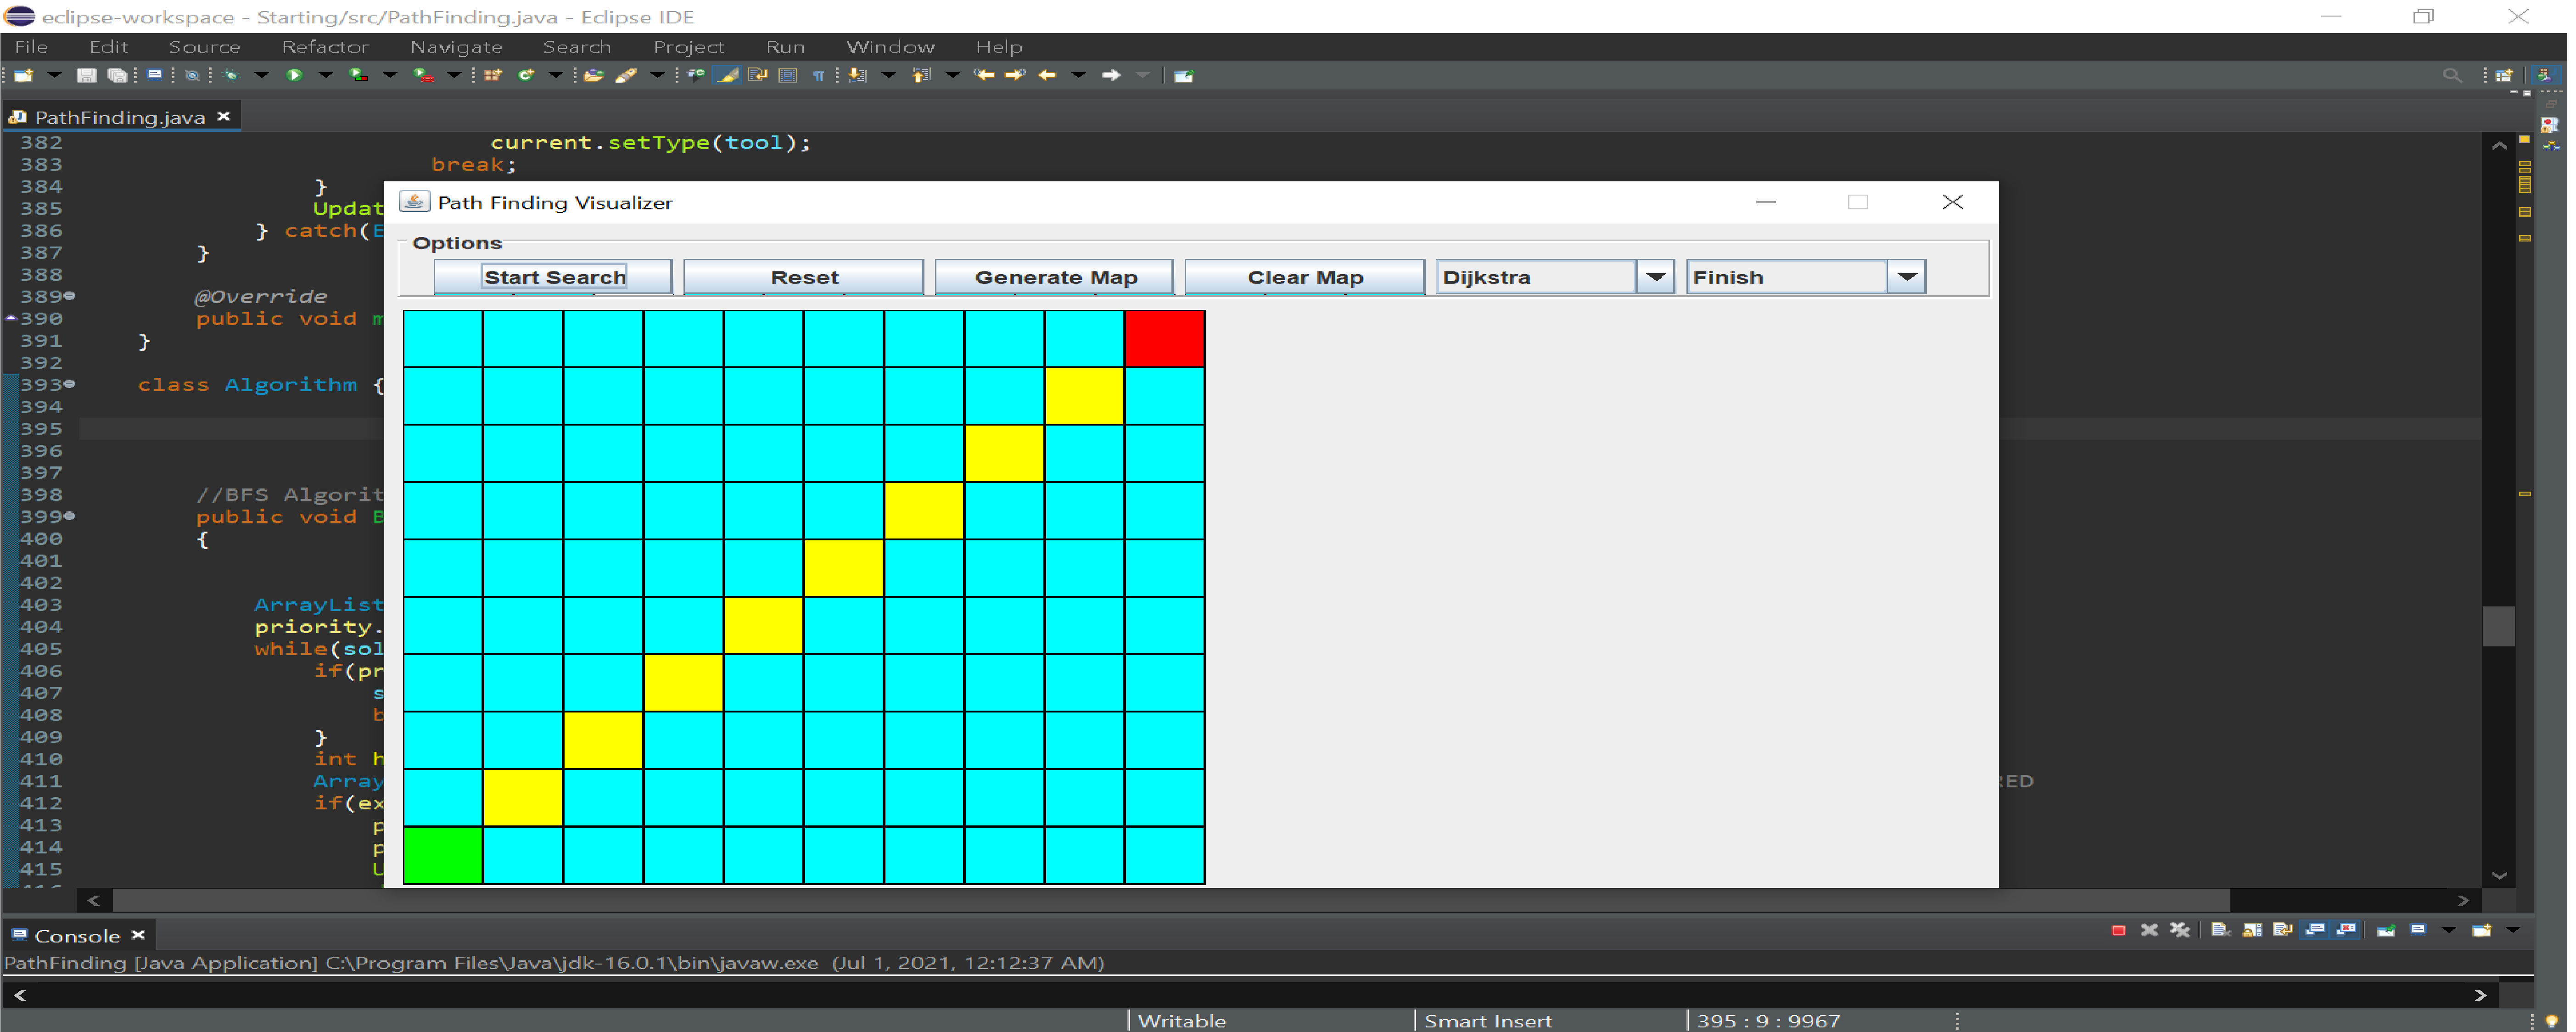 eclipse-workspace - Starting/src/PathFinding.java - Eclipse IDE
File Edit Source Refactor Navigate Search Project Run Window Help
PathFinding.java
382 current.setType(tool);
383 break;
384 }
385 Updat
386 } catch(E
387 }
388
389 @Override
390 public void m
391 }
392
393 class Algorithm {
394
395
396
397
398 //BFS Algorit
399 public void B
400 {
401
402
403 ArrayList
404 priority.
405 while(sol
406 if(pr
407 s
408 b
409 }
410 int h
411 Array
RED
412 if(ex
413 p
414 p
415 U
Path Finding Visualizer
Options
Start Search Reset Generate Map Clear Map Dijkstra Finish
Console
PathFinding [Java Application] C:\Program Files\Java\jdk-16.0.1\bin\javaw.exe (Jul 1, 2021, 12:12:37 AM)
Writable Smart Insert 395 : 9 : 9967